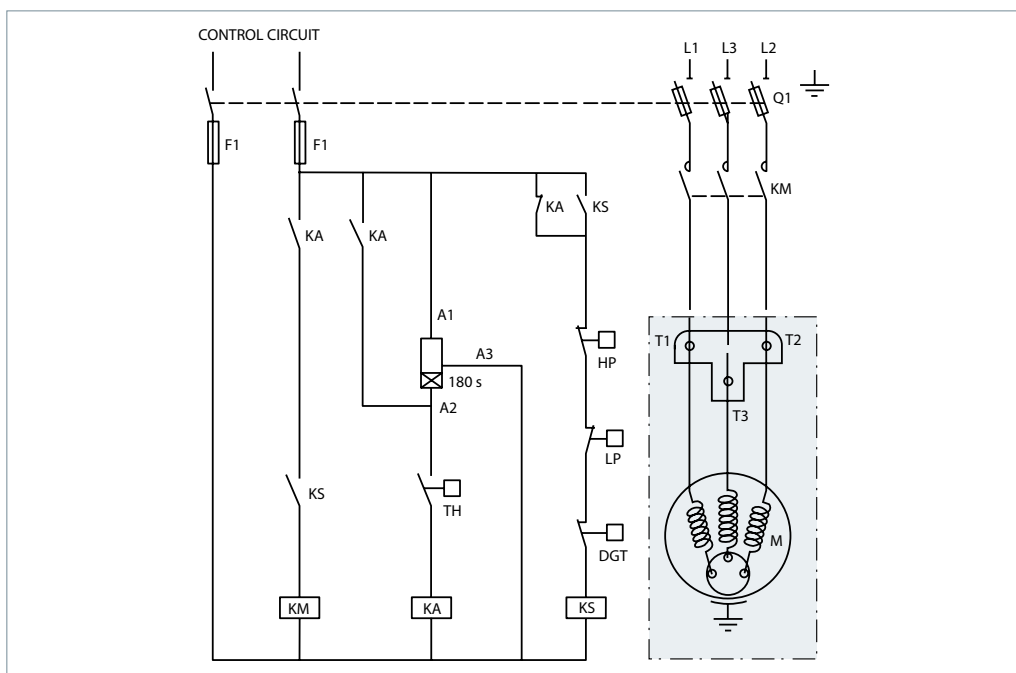 CONTROL CIRCUIT
L1 L3 L2
Q1
F1 F1
KM
KA KA KA KS
A1
A3
HP
180 s
A2
T1 T2
T3
LP
KS
TH
DGT
M
KM KA KS